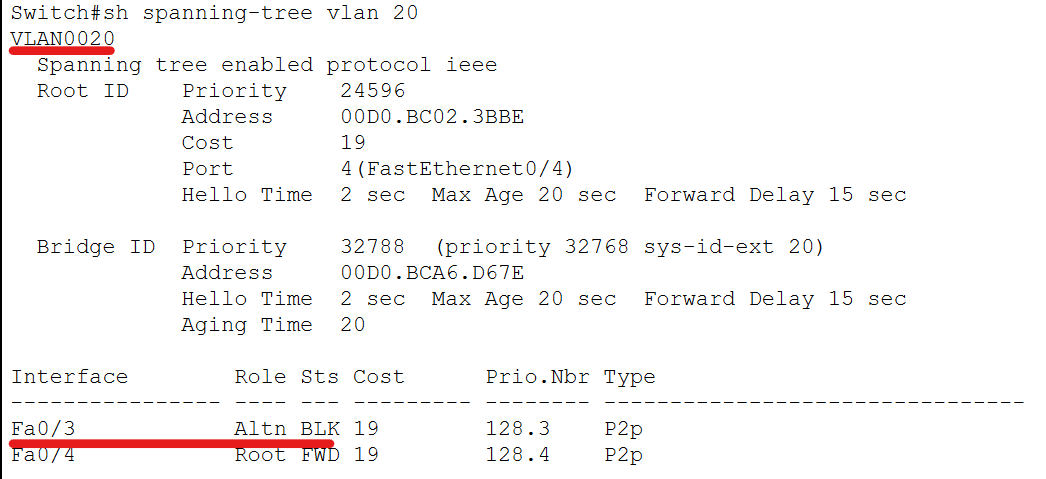 Switch#sh spanning-tree vlan 20
VLAN0020
  Spanning tree enabled protocol ieee
  Root ID    Priority    24596
             Address     00D0.BC02.3BBE
             Cost        19
             Port        4(FastEthernet0/4)
             Hello Time  2 sec  Max Age 20 sec  Forward Delay 15 sec

  Bridge ID  Priority    32788  (priority 32768 sys-id-ext 20)
             Address     00D0.BCA6.D67E
             Hello Time  2 sec  Max Age 20 sec  Forward Delay 15 sec
             Aging Time  20

Interface        Role Sts Cost      Prio.Nbr Type
---------------- ---- --- --------- -------- --------------------------------
Fa0/3            Altn BLK 19        128.3    P2p
Fa0/4            Root FWD 19        128.4    P2p